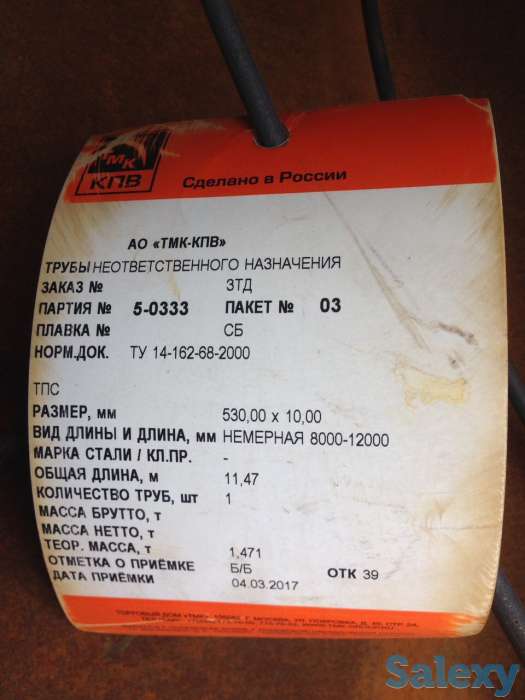 ТМК
КПВ
Сделано в России
АО «ТМК-КПВ»
ТРУБЫ НЕОТВЕТСТВЕННОГО НАЗНАЧЕНИЯ
ЗАКАЗ № ЗТД
ПАРТИЯ № 5-0333 ПАКЕТ № 03
ПЛАВКА № СБ
НОРМ.ДОК. ТУ 14-162-68-2000
ТПС
РАЗМЕР, мм 530,00 х 10,00
ВИД ДЛИНЫ И ДЛИНА, мм НЕМЕРНАЯ 8000-12000
МАРКА СТАЛИ / КЛ.ПР. -
ОБЩАЯ ДЛИНА, м 11,47
КОЛИЧЕСТВО ТРУБ, шт 1
МАССА БРУТТО, т
МАССА НЕТТО, т
ТЕОР. МАССА, т 1,471
ОТМЕТКА О ПРИЁМКЕ Б/Б ОТК 39
ДАТА ПРИЁМКИ 04.03.2017
ТОРГОВЫЙ ДОМ «ТМК»
Salexy